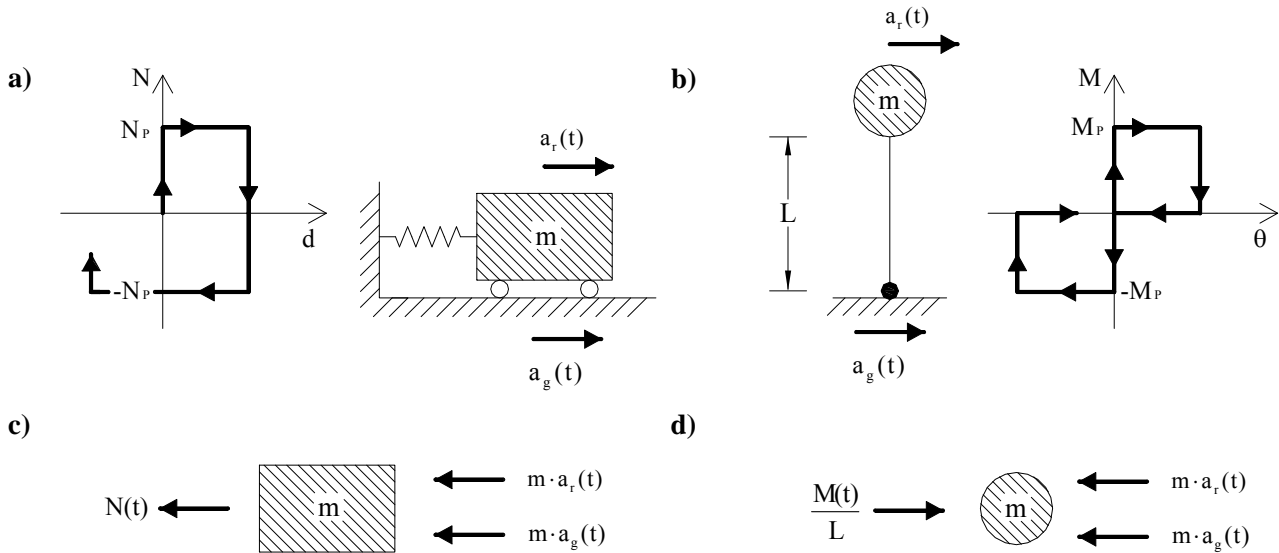 a)
N
N_P
-N_P
d
a_r(t)
m
a_g(t)
b)
a_r(t)
m
L
a_g(t)
M
M_P
-M_P
θ
c)
N(t)
m
m · a_r(t)
m · a_g(t)
d)
M(t)
L
m
m · a_r(t)
m · a_g(t)